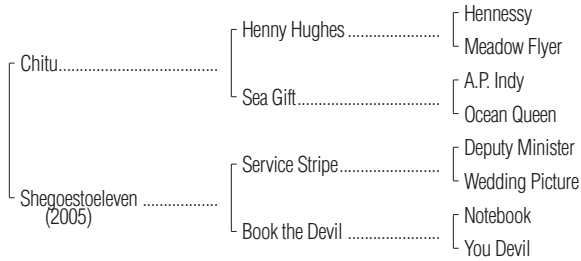 Hennessy
Henny Hughes ......................
Meadow Flyer
Chitu.....................................
A.P. Indy
Sea Gift.................................
Ocean Queen
Deputy Minister
Service Stripe.......................
Wedding Picture
Shegoestoeleven ..................
(2005)
Notebook
Book the Devil ......................
You Devil